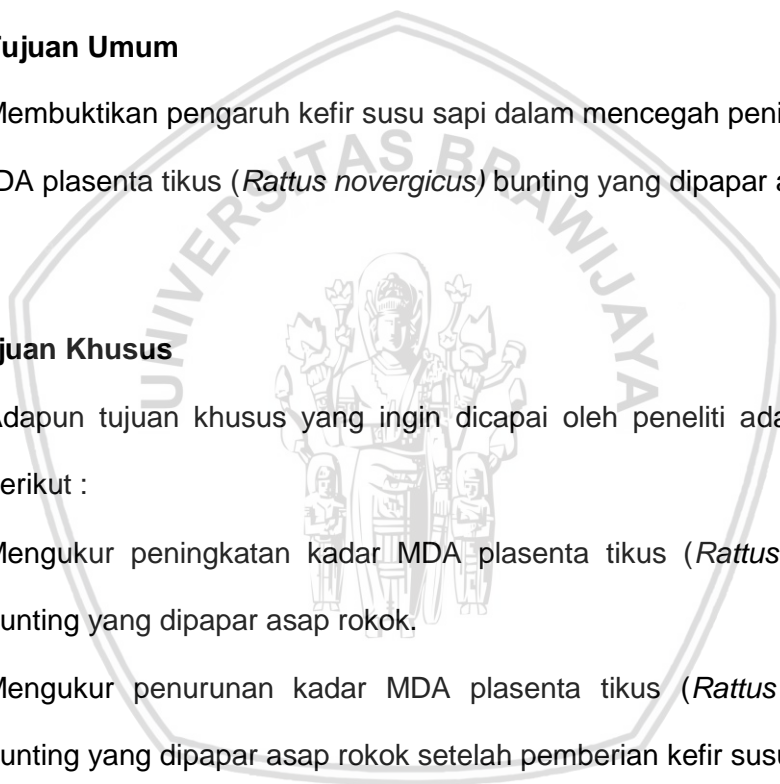 Tujuan Umum
Membuktikan pengaruh kefir susu sapi dalam mencegah peni
DA plasenta tikus (Rattus novergicus) bunting yang dipapar a
juan Khusus
Adapun tujuan khusus yang ingin dicapai oleh peneliti ada
erikut :
Mengukur peningkatan kadar MDA plasenta tikus (Rattus
unting yang dipapar asap rokok.
Mengukur penurunan kadar MDA plasenta tikus (Rattus
unting yang dipapar asap rokok setelah pemberian kefir susu
UNIVERSITAS BRAWIJAYA